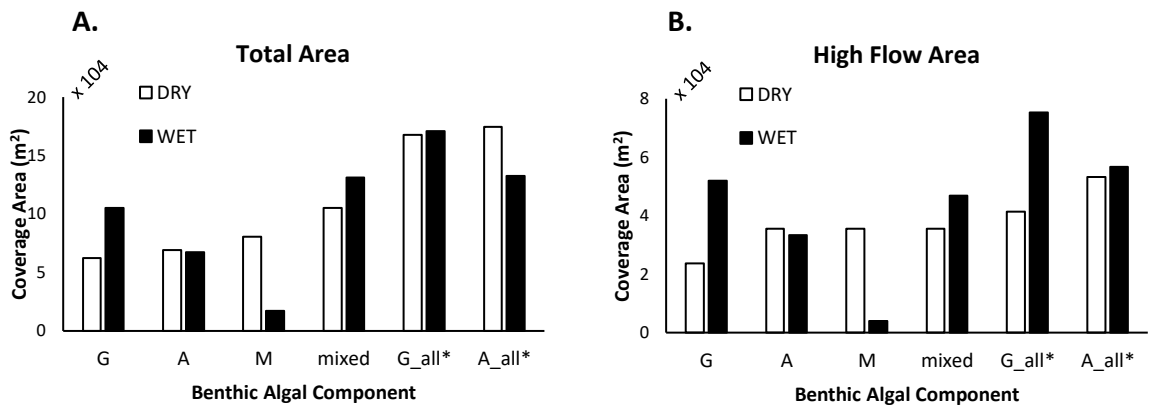 A.
Total Area
x 104
DRY
WET
Coverage Area (m²)
20
15
10
5
0
G A M mixed G_all* A_all*
Benthic Algal Component
B.
High Flow Area
x 104
DRY
WET
Coverage Area (m²)
8
6
4
2
0
G A M mixed G_all* A_all*
Benthic Algal Component